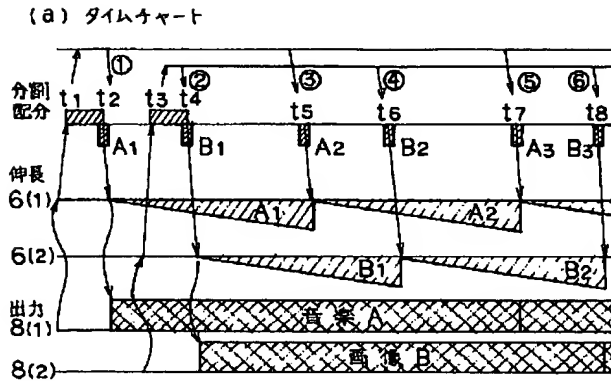 (a) タイムチャート
① ② ③ ④ ⑤ ⑥
分割 t1 t2 t3 t4 t5 t6 t7 t8
配分
A1 B1 A2 B2 A3 B3
伸長
6(1) A1 A2
6(2) B1 B2
出力
8(1) 音楽A
8(2) 画像B